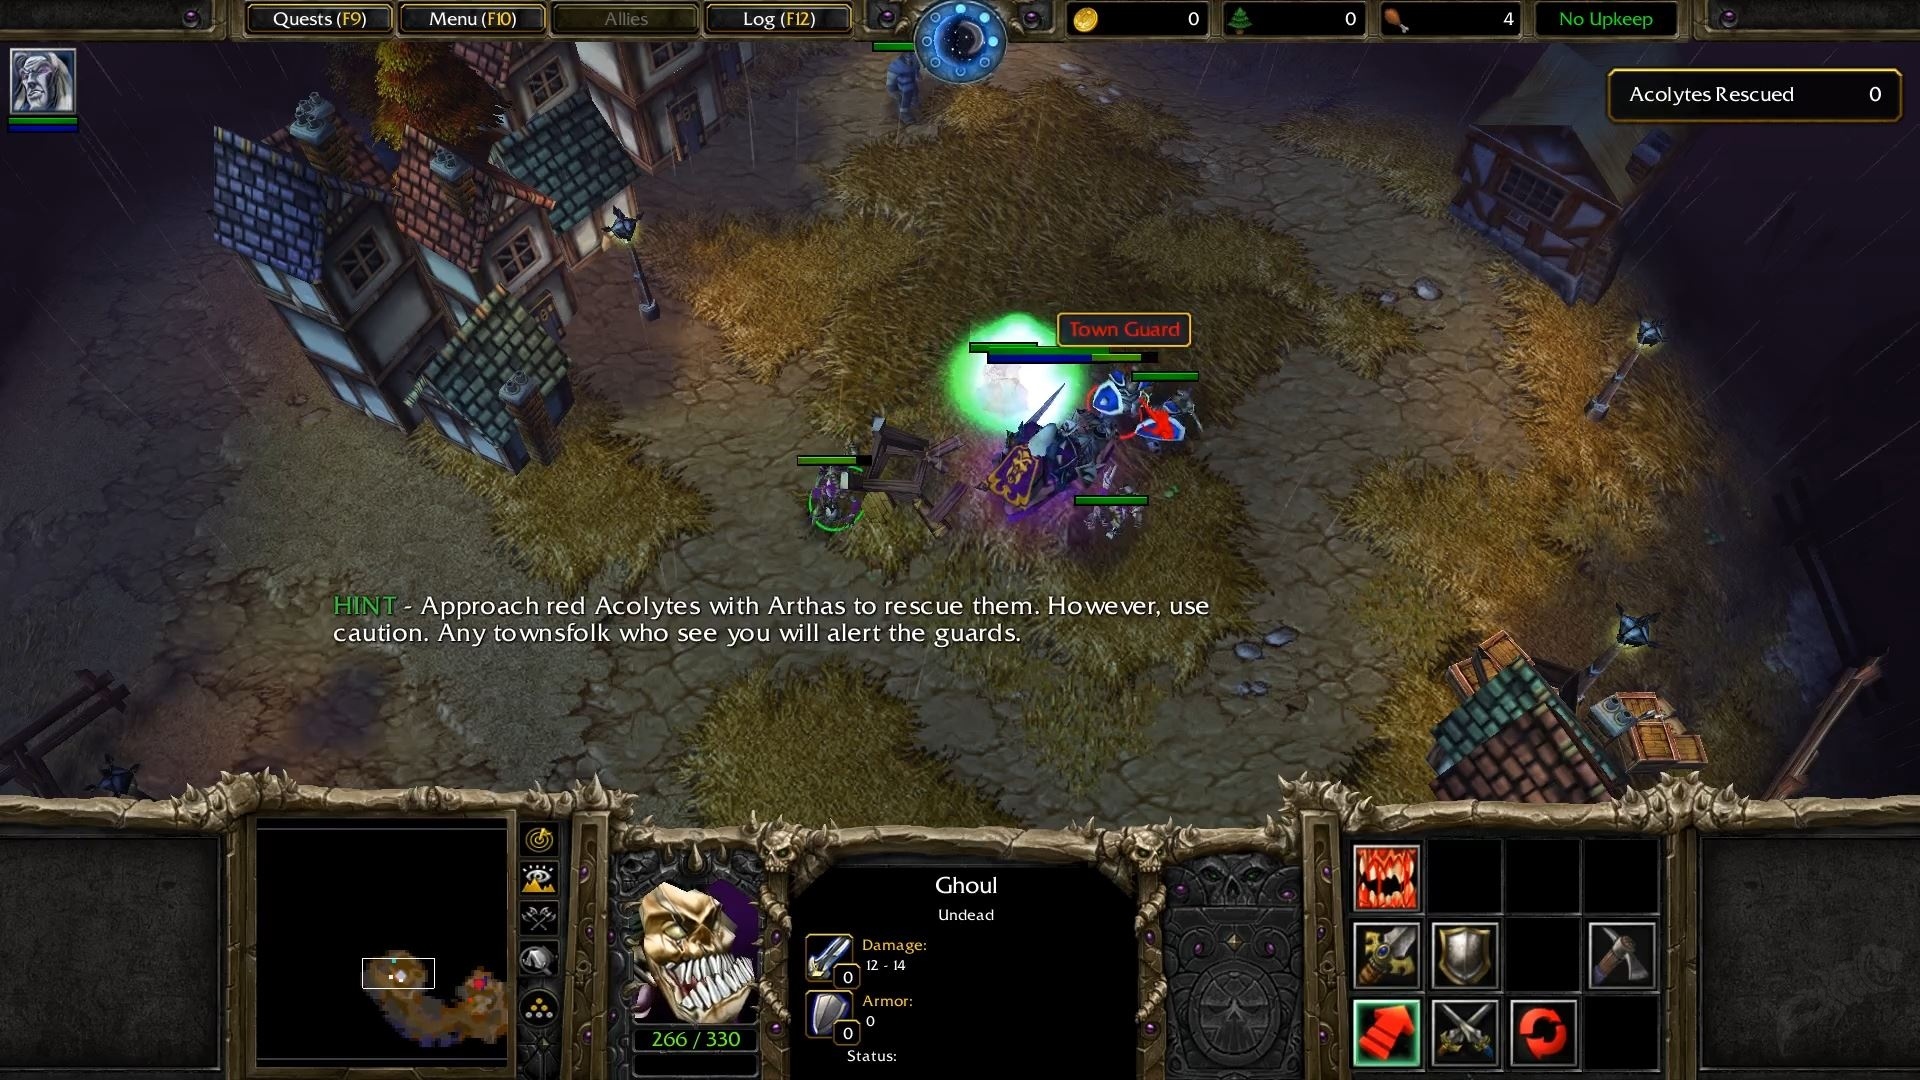 Quests (F9)
Menu (F10)
Allies
Log (F12)
0
0
4
No Upkeep
Acolytes Rescued 0
Town Guard
HINT - Approach red Acolytes with Arthas to rescue them. However, use
caution. Any townsfolk who see you will alert the guards.
Ghoul
Undead
Damage:
12 - 14
0
Armor:
0
0
Status:
266 / 330